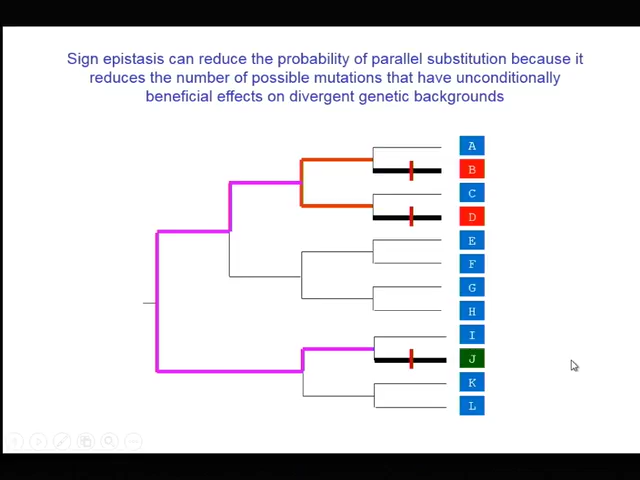 Sign epistasis can reduce the probability of parallel substitution because it
reduces the number of possible mutations that have unconditionally
beneficial effects on divergent genetic backgrounds
A
B
C
D
E
F
G
H
I
J
K
L